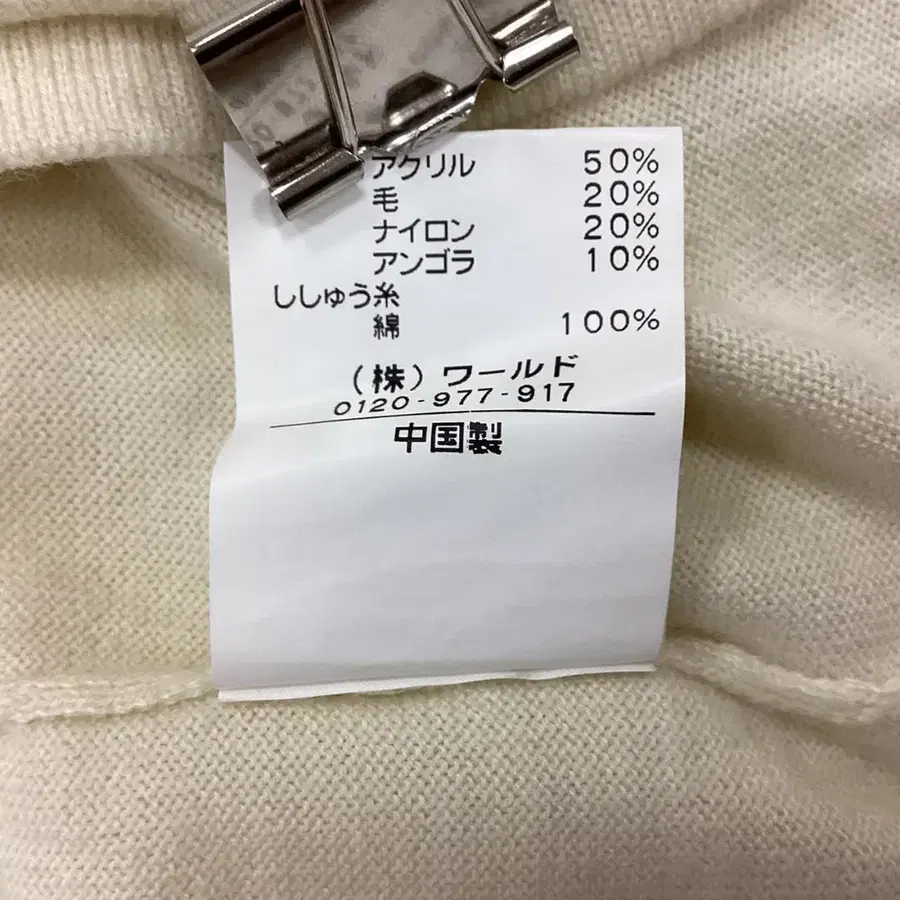 アクリル 50%
毛 20%
ナイロン 20%
アンゴラ 10%
ししゅう糸
綿 100%
(株)ワールド
0120-977-917
中国製